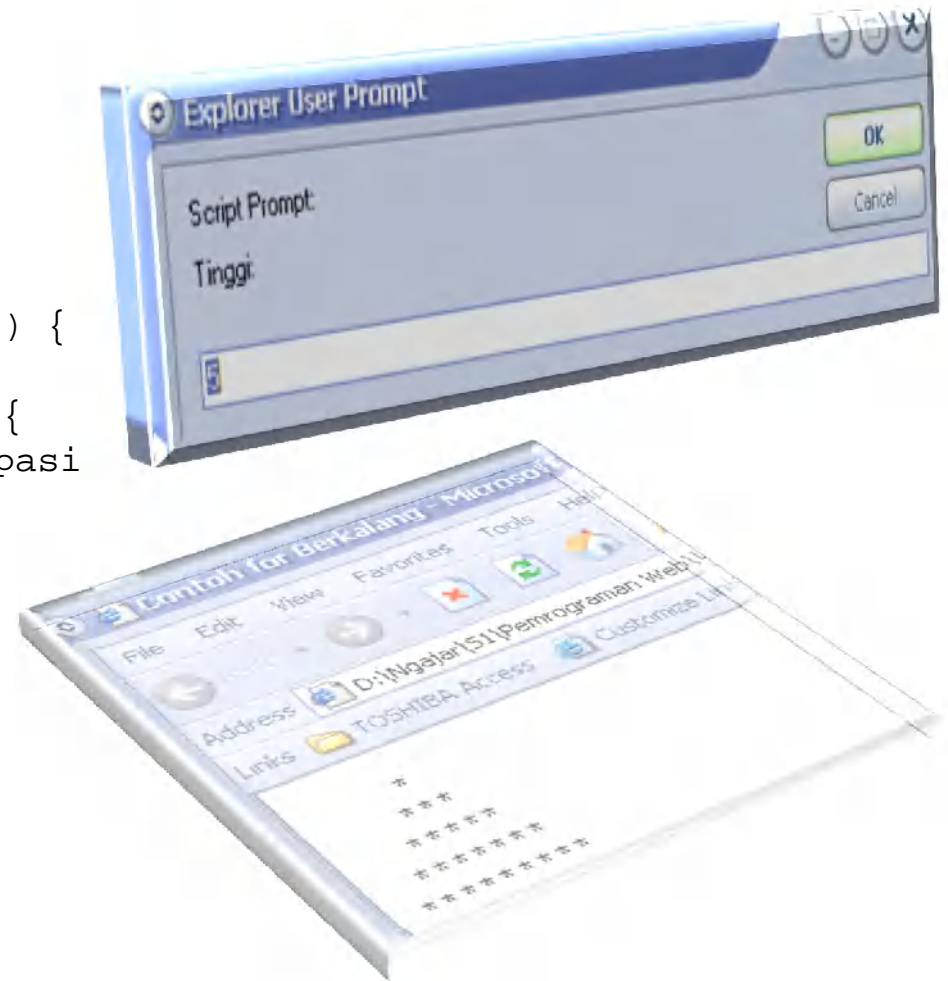 Explorer User Prompt
Script Prompt:
OK
Cancel
Tinggi:
5
) {
{
pasi
Contoh for Berkalang - Microsoft
File Edit View Favorites Tools Help
Address D:\Ngajar\S1\Pemrograman Web\
Links TOSHIBA Access Customize
*
***
*****
*******
*********